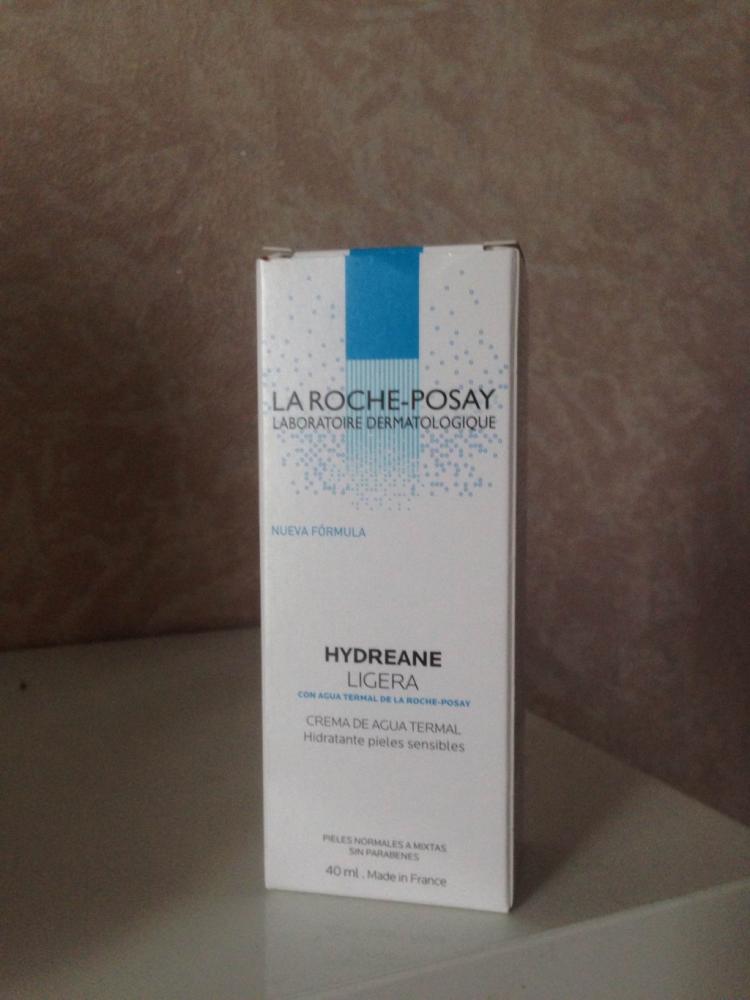 LA ROCHE-POSAY
LABORATOIRE DERMATOLOGIQUE
NUEVA FÓRMULA
HYDREANE
LIGERA
CON AGUA TERMAL DE LA ROCHE-POSAY
CREMA DE AGUA TERMAL
Hidratante pieles sensibles
PIELES NORMALES A MIXTAS
SIN PARABENES
40 ml . Made in France